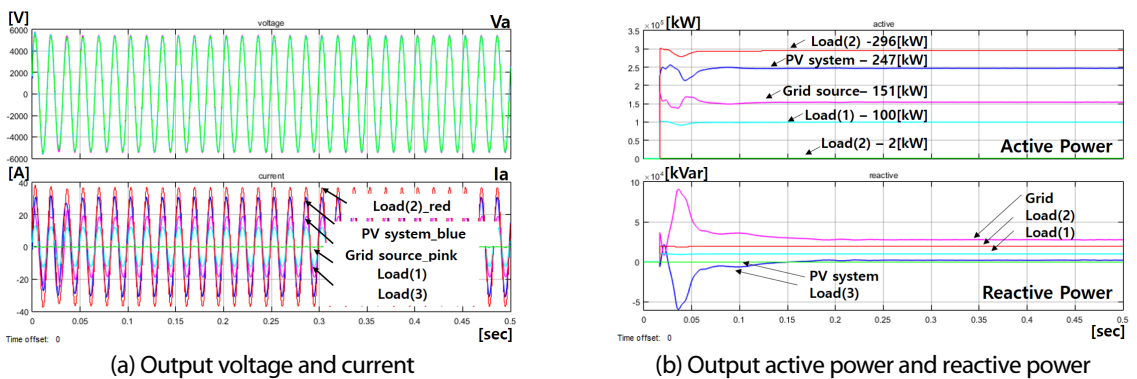 [V]
voltage
Va
6000
4000
2000
0
-2000
-4000
-6000
[A]
current
Ia
40
20
0
-20
-40
Load(2)_red
PV system_blue
Grid source_pink
Load(1)
Load(3)
0
0.05
0.1
0.15
0.2
0.25
0.3
0.35
0.4
0.45
0.5
[sec]
Time offset: 0
(a) Output voltage and current
×10⁵
[kW]
active
3.5
3
2.5
2
1.5
1
0.5
0
Load(2) -296[kW]
PV system – 247[kW]
Grid source– 151[kW]
Load(1) – 100[kW]
Load(2) – 2[kW]
Active Power
×10⁴
[kVar]
reactive
10
5
0
-5
Grid
Load(2)
Load(1)
PV system
Load(3)
Reactive Power
0
0.05
0.1
0.15
0.2
0.25
0.3
0.35
0.4
0.45
0.5
[sec]
Time offset: 0
(b) Output active power and reactive power